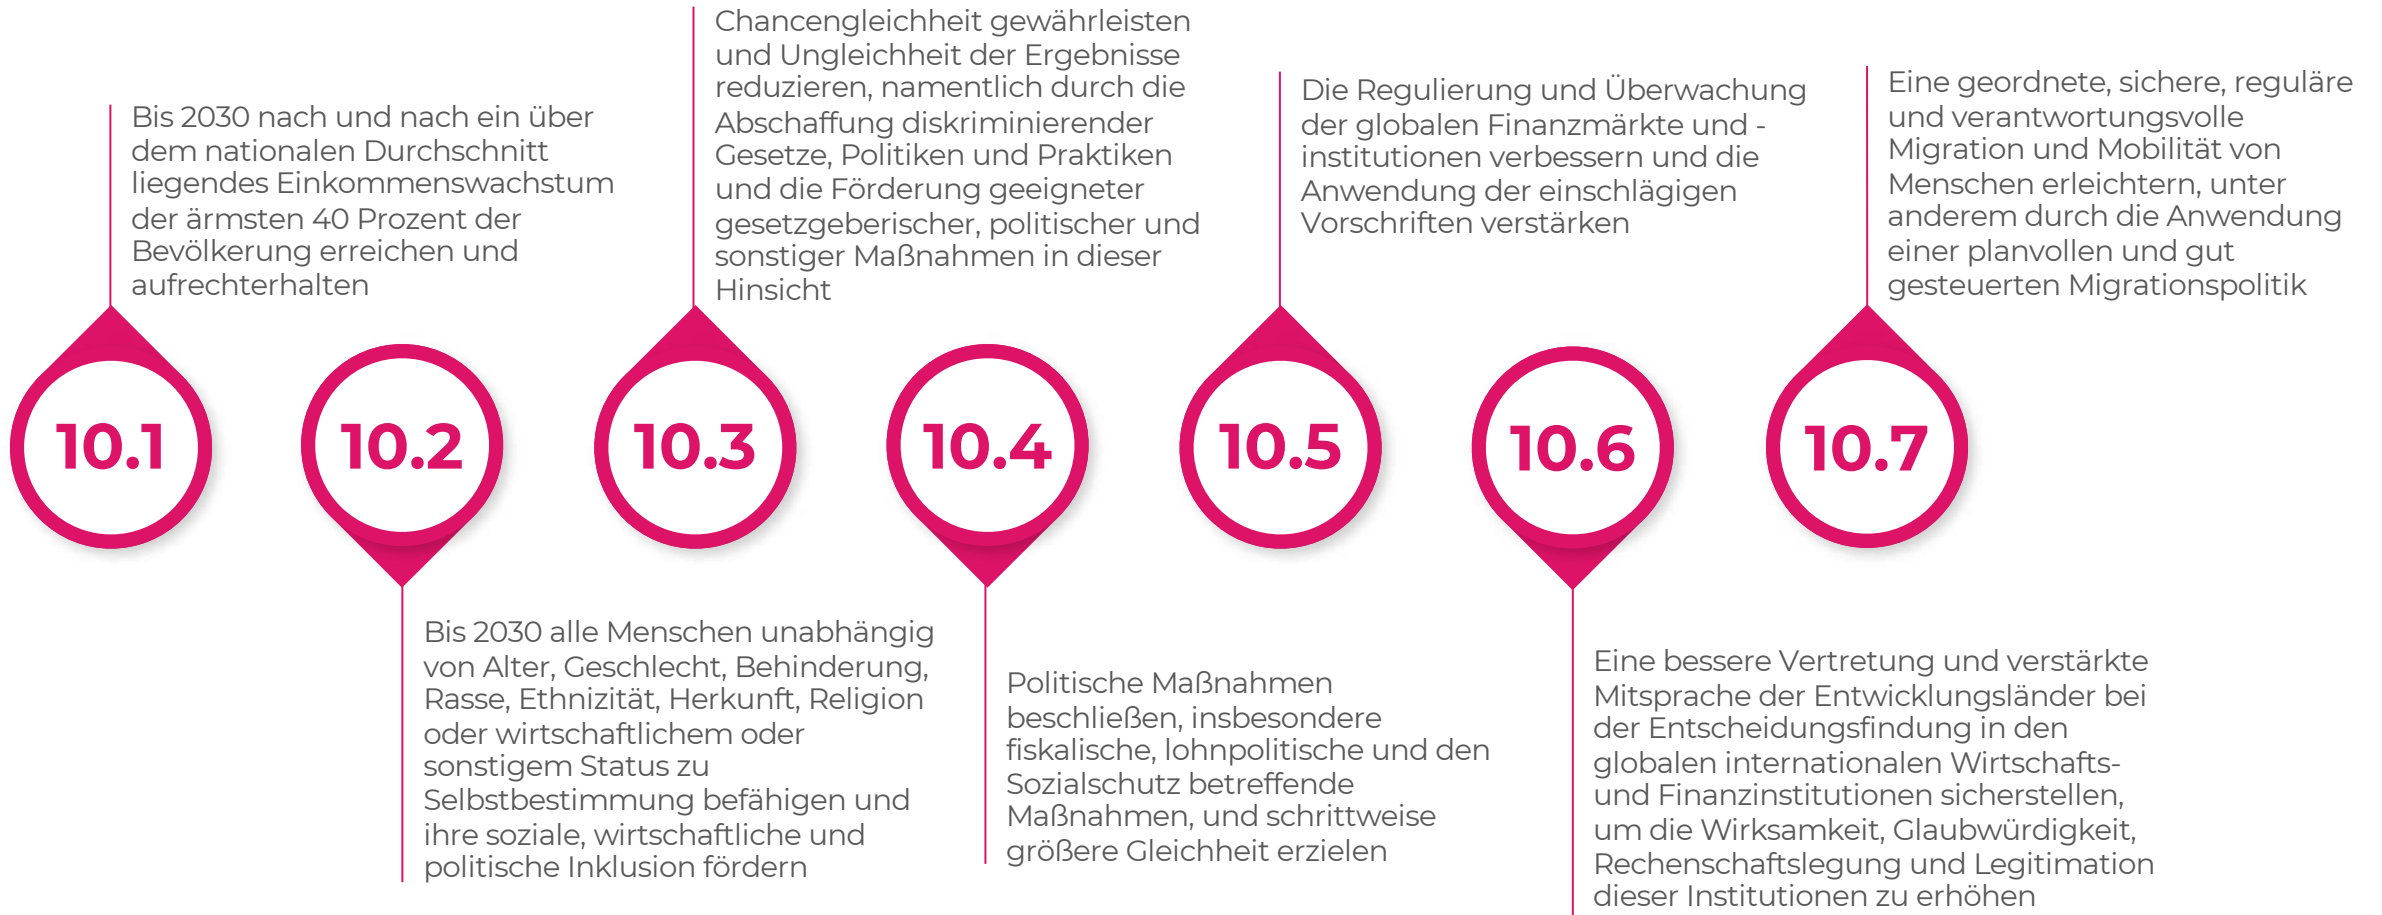 Bis 2030 nach und nach ein über
dem nationalen Durchschnitt
liegendes Einkommenswachstum
der ärmsten 40 Prozent der
Bevölkerung erreichen und
aufrechterhalten
10.1
Bis 2030 alle Menschen unabhängig
von Alter, Geschlecht, Behinderung,
Rasse, Ethnizität, Herkunft, Religion
oder wirtschaftlichem oder
sonstigem Status zu
Selbstbestimmung befähigen und
ihre soziale, wirtschaftliche und
politische Inklusion fördern
10.2
Chancengleichheit gewährleisten
und Ungleichheit der Ergebnisse
reduzieren, namentlich durch die
Abschaffung diskriminierender
Gesetze, Politiken und Praktiken
und die Förderung geeigneter
gesetzgeberischer, politischer und
sonstiger Maßnahmen in dieser
Hinsicht
10.3
Politische Maßnahmen
beschließen, insbesondere
fiskalische, lohnpolitische und den
Sozialschutz betreffende
Maßnahmen, und schrittweise
größere Gleichheit erzielen
10.4
Die Regulierung und Überwachung
der globalen Finanzmärkte und -
institutionen verbessern und die
Anwendung der einschlägigen
Vorschriften verstärken
10.5
Eine bessere Vertretung und verstärkte
Mitsprache der Entwicklungsländer bei
der Entscheidungsfindung in den
globalen internationalen Wirtschafts-
und Finanzinstitutionen sicherstellen,
um die Wirksamkeit, Glaubwürdigkeit,
Rechenschaftslegung und Legitimation
dieser Institutionen zu erhöhen
10.6
Eine geordnete, sichere, reguläre
und verantwortungsvolle
Migration und Mobilität von
Menschen erleichtern, unter
anderem durch die Anwendung
einer planvollen und gut
gesteuerten Migrationspolitik
10.7